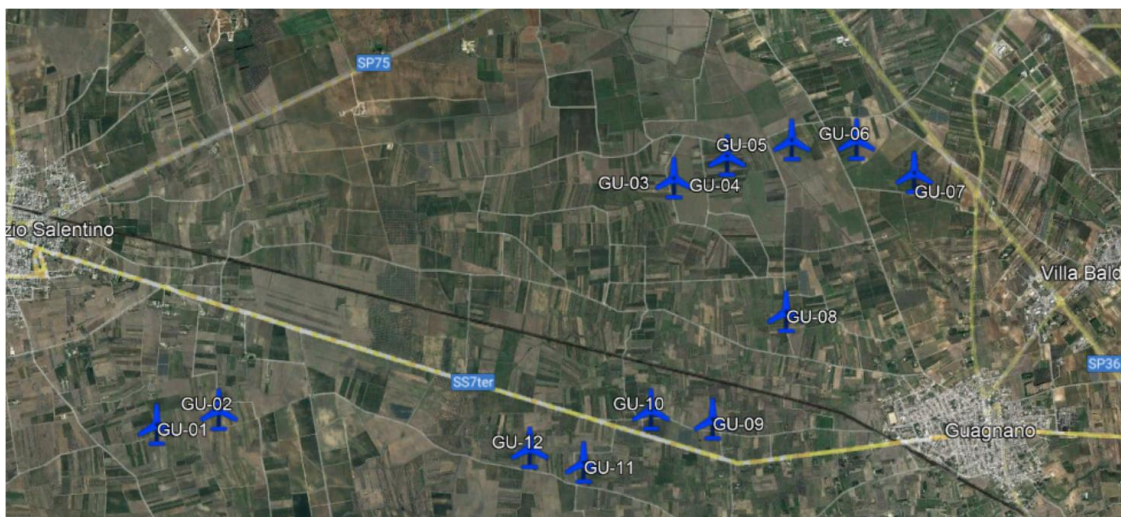 SP75
GU-05
GU-06
GU-03
GU-04
GU-07
zio Salentino
Villa Bald
GU-08
SP36
SS7ter
GU-02
GU-01
GU-10
GU-09
Guagnano
GU-12
GU-11